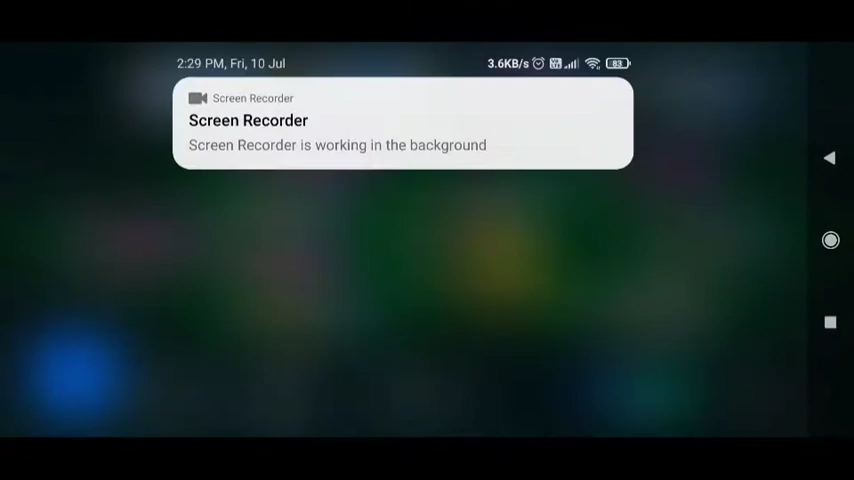 2:29 PM, Fri, 10 Jul 3.6KB/s 83
Screen Recorder
Screen Recorder
Screen Recorder is working in the background